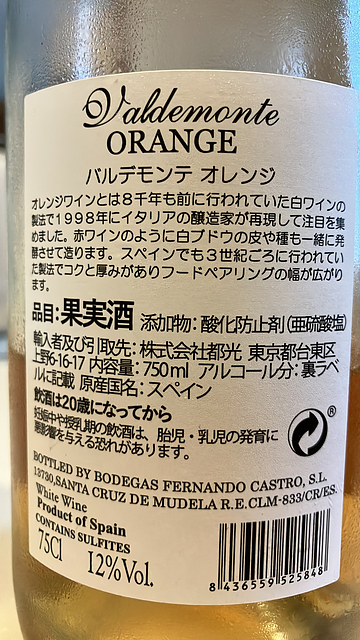 Valdemonte
ORANGE
バルデモンテ オレンジ
オレンジワインとは8千年も前に行われていた白ワインの
製法で1998年にイタリアの醸造家が再現して注目を集
めました。赤ワインのように白ブドウの皮や種も一緒に発
酵させて造ります。スペインでも3世紀ごろに行われてい
た製法でコクと厚みがありフードペアリングの幅が広がり
ます。
品目:果実酒 添加物: 酸化防止剤(亜硫酸塩)
輸入者及び引取先: 株式会社都光 東京都台東区
上野6-16-17 内容量: 750ml アルコール分: 裏ラベ
ルに記載 原産国名: スペイン
飲酒は20歳になってから
妊娠中や授乳期の飲酒は、胎児・乳児の発育に
悪影響を与える恐れがあります。
®
BOTTLED BY BODEGAS FERNANDO CASTRO, S.L.
13730,SANTA CRUZ DE MUDELA R.E.CLM-833/CR/ES.
White Wine
Product of Spain
CONTAINS SULFITES
75Cl 12%Vol.
8 436559 525848